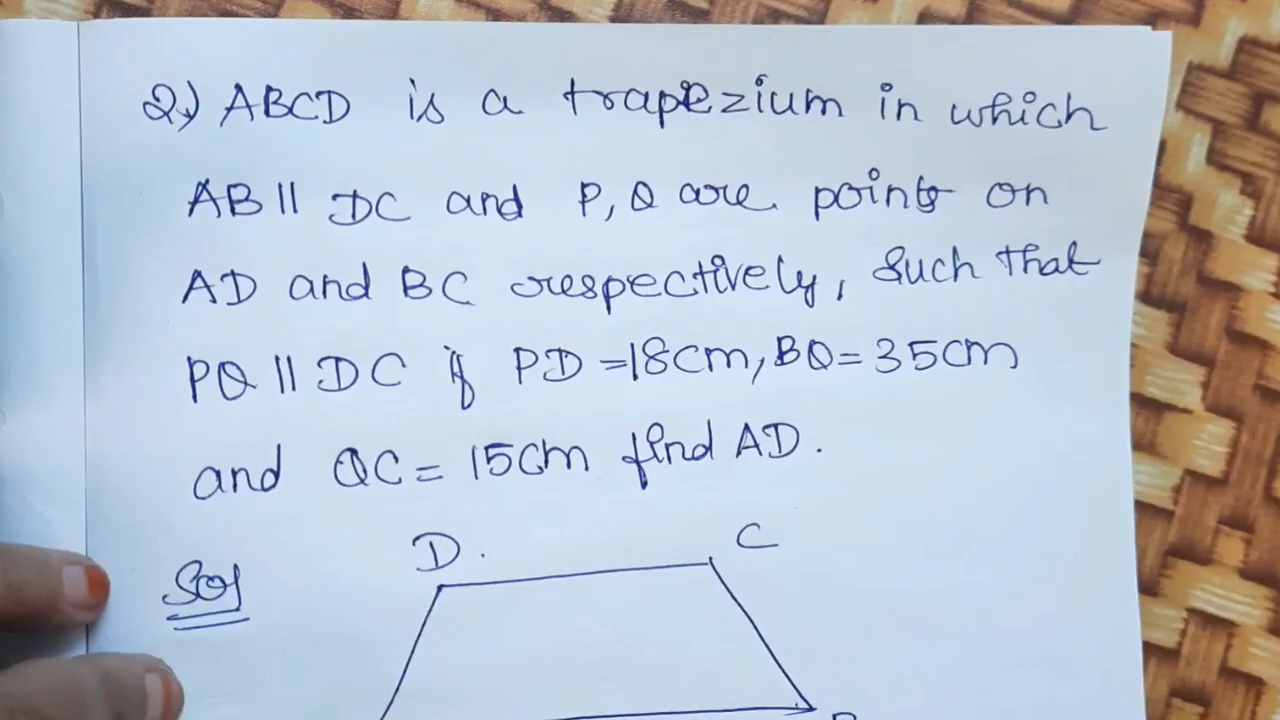 Q) ABCD is a trapezium in which
AB || DC and P, Q are points on
AD and BC respectively, such that
PQ || DC if PD = 18cm, BQ = 35cm
and QC = 15cm find AD.
D. C
Sol